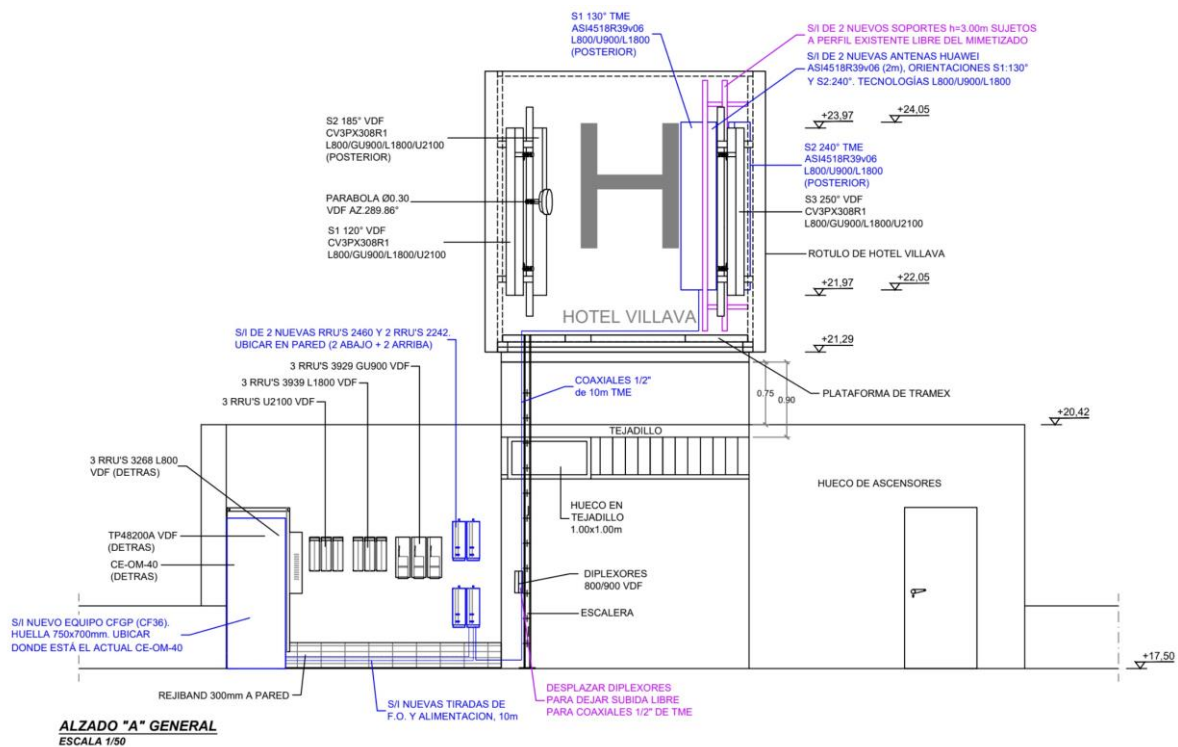 S1 130° TME
ASI4518R39v06
L800/U900/L1800
(POSTERIOR)
S/I DE 2 NUEVOS SOPORTES h=3.00m SUJETOS
A PERFIL EXISTENTE LIBRE DEL MIMETIZADO
S/I DE 2 NUEVAS ANTENAS HUAWEI
ASI4518R39v06 (2m), ORIENTACIONES S1:130°
Y S2:240°. TECNOLOGÍAS L800/U900/L1800
+23,97
+24,05
S2 185° VDF
CV3PX308R1
L800/GU900/L1800/U2100
(POSTERIOR)
S2 240° TME
ASI4518R39v06
L800/U900/L1800
(POSTERIOR)
PARABOLA Ø0.30
VDF AZ.289.86°
S3 250° VDF
CV3PX308R1
L800/GU900/L1800/U2100
S1 120° VDF
CV3PX308R1
L800/GU900/L1800/U2100
H
ROTULO DE HOTEL VILLAVA
+21,97
+22,05
HOTEL VILLAVA
S/I DE 2 NUEVAS RRU'S 2460 Y 2 RRU'S 2242.
UBICAR EN PARED (2 ABAJO + 2 ARRIBA)
+21,29
3 RRU'S 3929 GU900 VDF
3 RRU'S 3939 L1800 VDF
3 RRU'S U2100 VDF
COAXIALES 1/2"
de 10m TME
0.75
0.90
PLATAFORMA DE TRAMEX
+20,42
TEJADILLO
3 RRU'S 3268 L800
VDF (DETRAS)
HUECO DE ASCENSORES
HUECO EN
TEJADILLO
1.00x1.00m
TP48200A VDF
(DETRAS)
CE-OM-40
(DETRAS)
DIPLEXORES
800/900 VDF
ESCALERA
S/I NUEVO EQUIPO CFGP (CF36).
HUELLA 750x700mm. UBICAR
DONDE ESTÁ EL ACTUAL CE-OM-40
+17,50
REJIBAND 300mm A PARED
S/I NUEVAS TIRADAS DE
F.O. Y ALIMENTACION, 10m
DESPLAZAR DIPLEXORES
PARA DEJAR SUBIDA LIBRE
PARA COAXIALES 1/2" DE TME
ALZADO "A" GENERAL
ESCALA 1/50